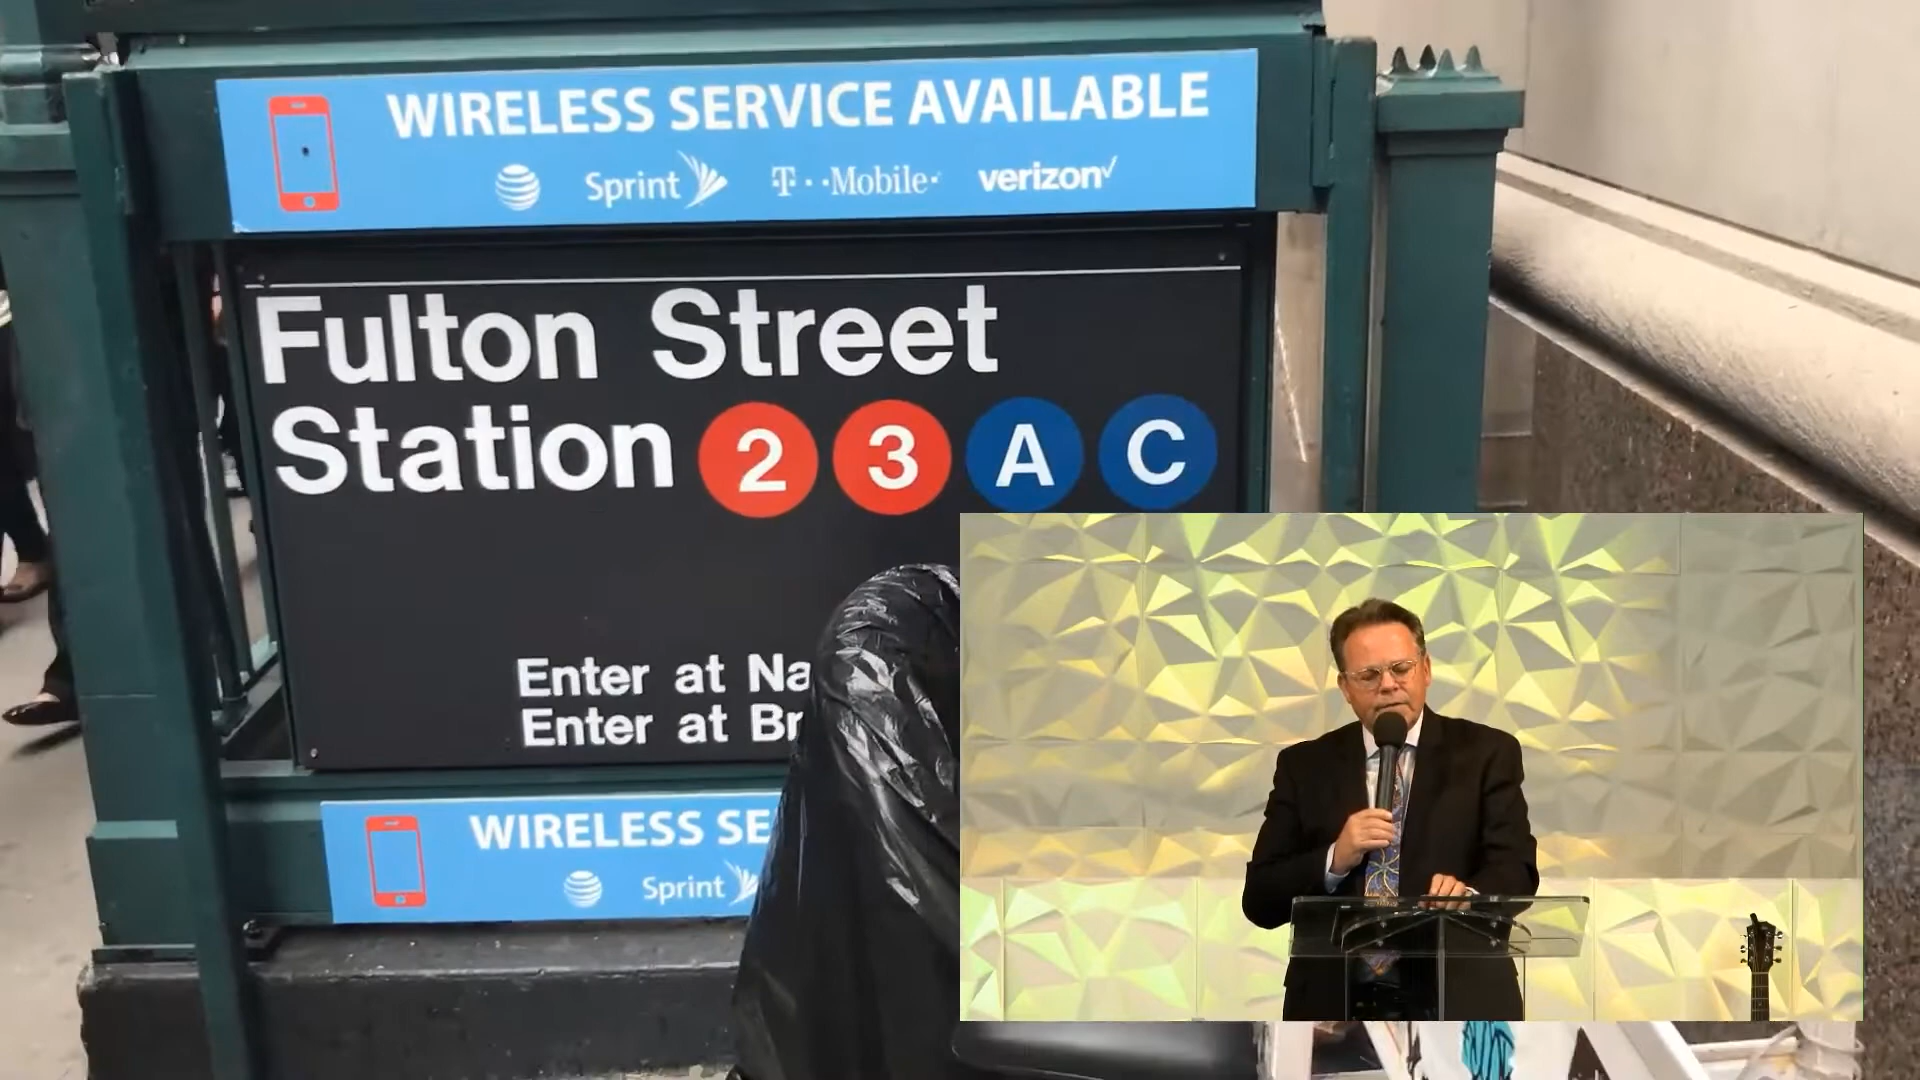 WIRELESS SERVICE AVAILABLE
Sprint T··Mobile· verizon
Fulton Street
Station 2 3 A C
Enter at Na
Enter at Br
WIRELESS SE
Sprint